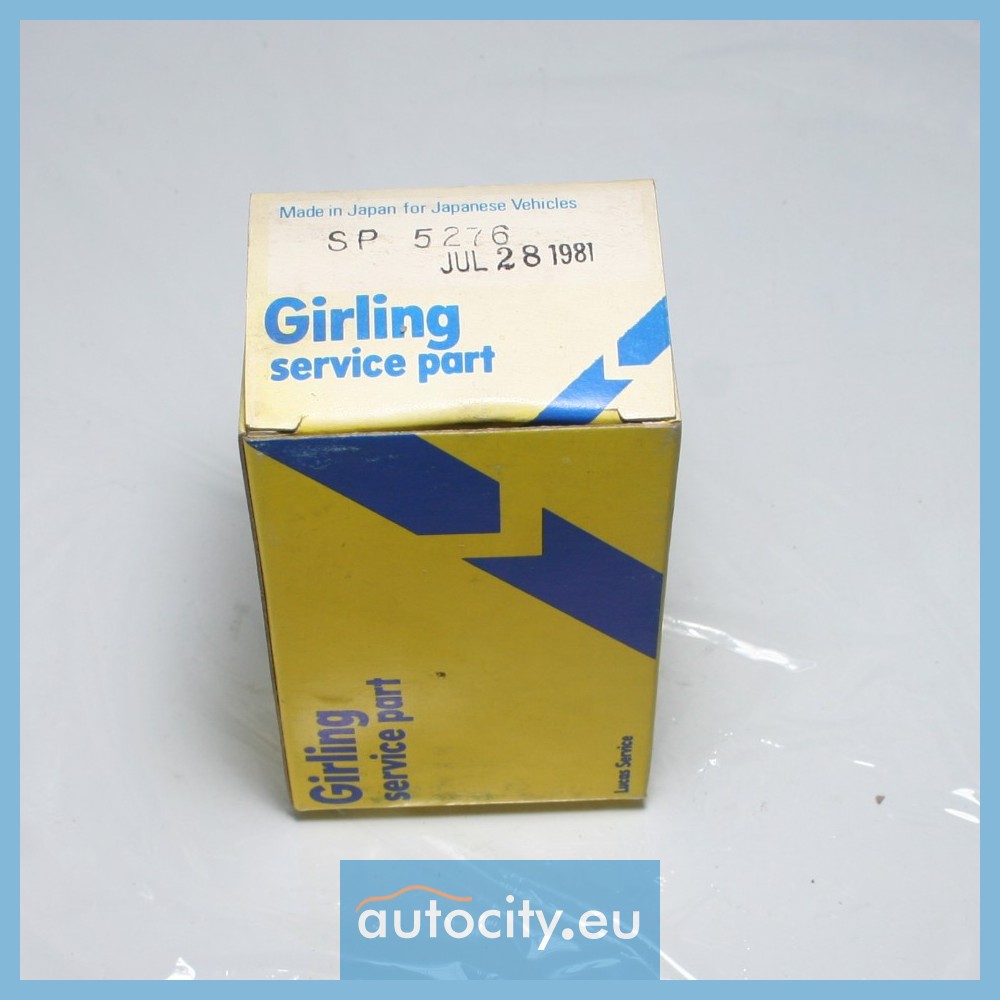 Made in Japan for Japanese Vehicles
SP 5276
JUL 28 1981
Girling
service part
Girling
service part
Lucas Service
autocity.eu